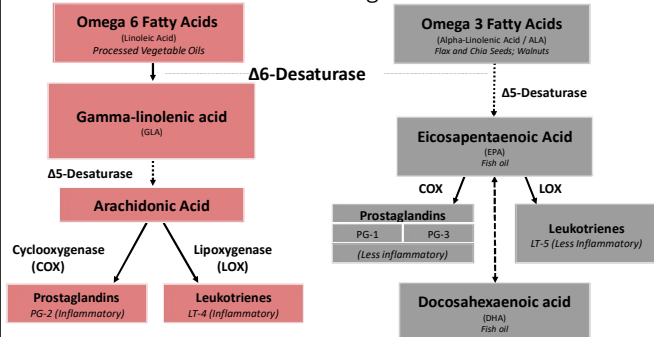 Omega 6 Fatty Acids
(Linoleic Acid)
Processed Vegetable Oils
Δ6-Desaturase
Gamma-linolenic acid
(GLA)
Δ5-Desaturase
Arachidonic Acid
Cyclooxygenase
(COX)
Lipoxygenase
(LOX)
Prostaglandins
PG-2 (Inflammatory)
Leukotrienes
LT-4 (Inflammatory)
Omega 3 Fatty Acids
(Alpha-Linolenic Acid / ALA)
Flax and Chia Seeds; Walnuts
Δ5-Desaturase
Eicosapentaenoic Acid
(EPA)
Fish oil
COX
LOX
Prostaglandins
PG-1
PG-3
(Less inflammatory)
Leukotrienes
LT-5 (Less Inflammatory)
Docosahexaenoic acid
(DHA)
Fish oil